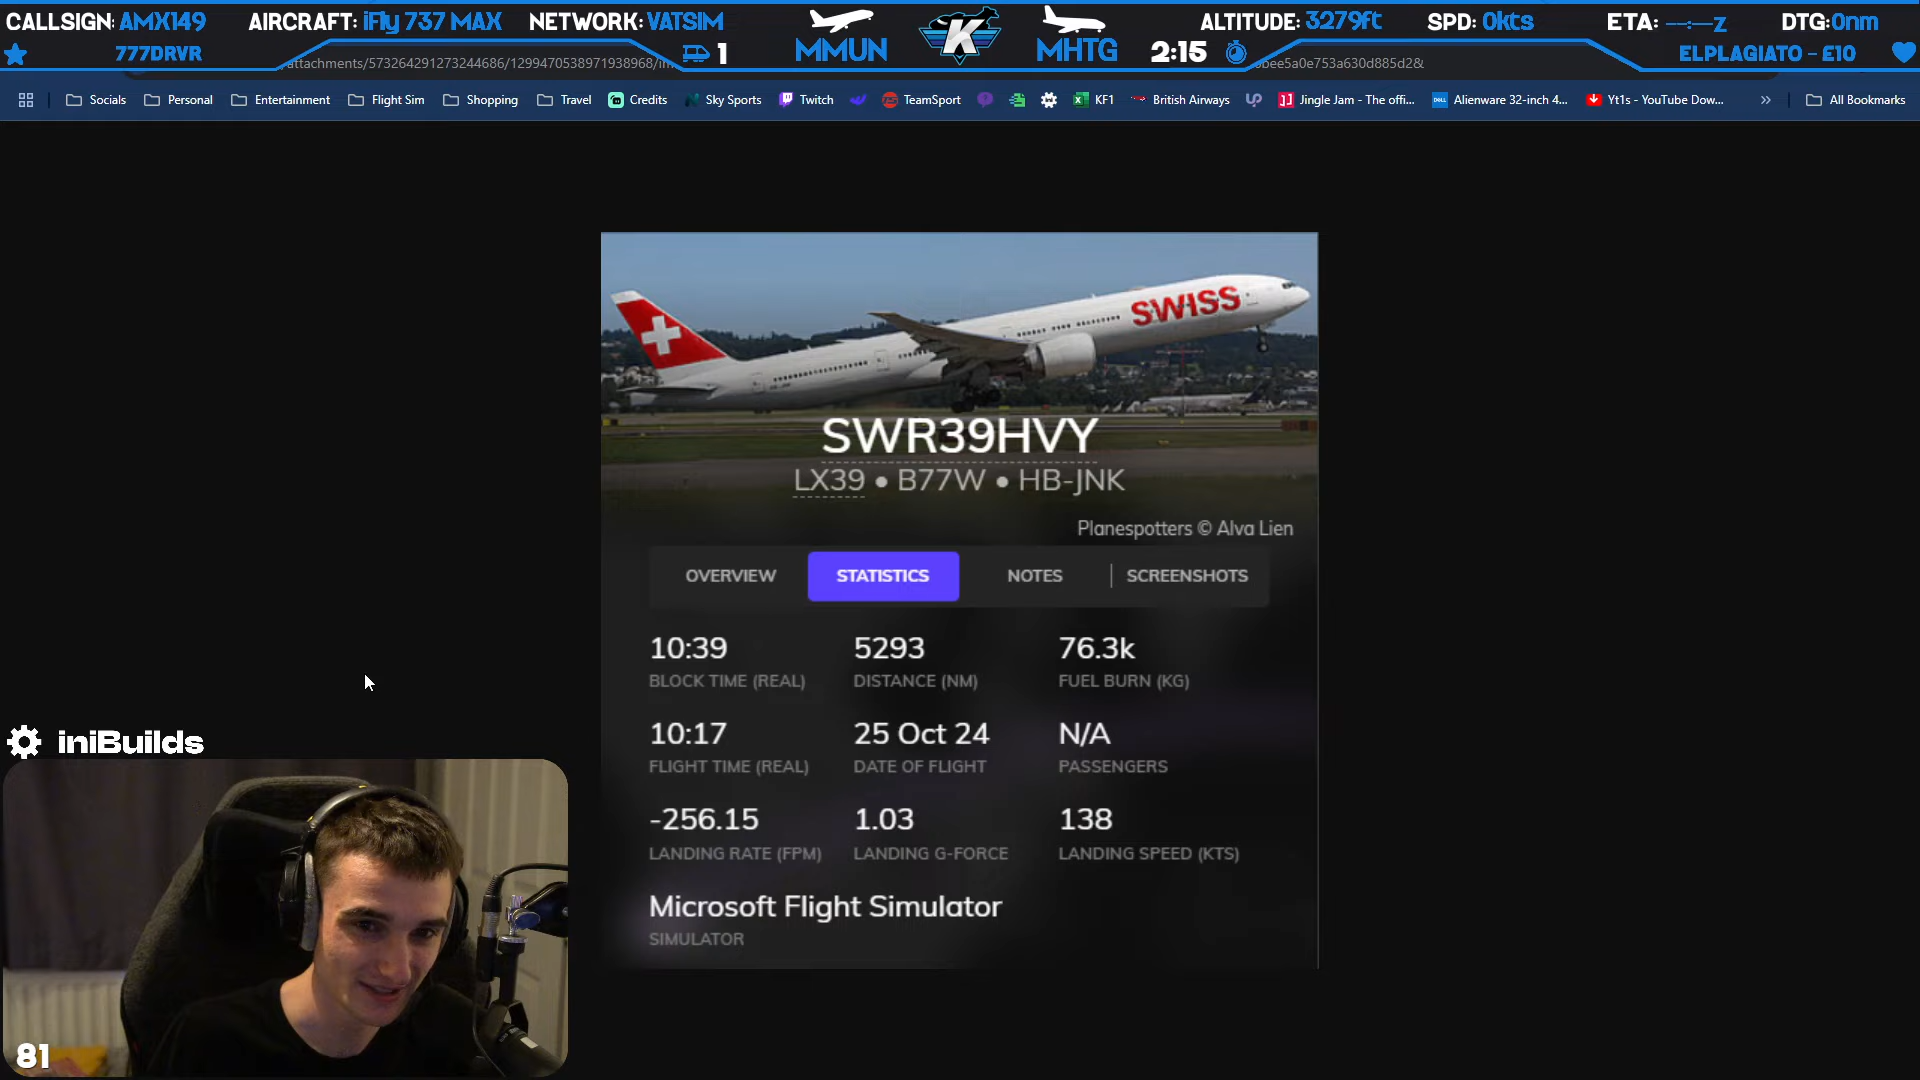 CALLSIGN: AMX149 AIRCRAFT: iFly 737 MAX NETWORK: VATSIM MMUN K MHTG ALTITUDE: 3279ft SPD: 0kts ETA: --:--Z DTG:0nm
777DRVR 1 2:15 ELPLAGIATO - £10
attachments/573264291273244686/1299470538971938968/i bee5a0e753a630d885d2&
Socials Personal Entertainment Flight Sim Shopping Travel Credits Sky Sports Twitch TeamSport KF1 British Airways Jingle Jam - The offi... Alienware 32-inch 4... Yt1s - YouTube Dow... » All Bookmarks
SWISS
SWR39HVY
LX39 • B77W • HB-JNK
Planespotters © Alva Lien
OVERVIEW STATISTICS NOTES SCREENSHOTS
10:39 5293 76.3k
BLOCK TIME (REAL) DISTANCE (NM) FUEL BURN (KG)
10:17 25 Oct 24 N/A
FLIGHT TIME (REAL) DATE OF FLIGHT PASSENGERS
-256.15 1.03 138
LANDING RATE (FPM) LANDING G-FORCE LANDING SPEED (KTS)
Microsoft Flight Simulator
SIMULATOR
iniBuilds
81